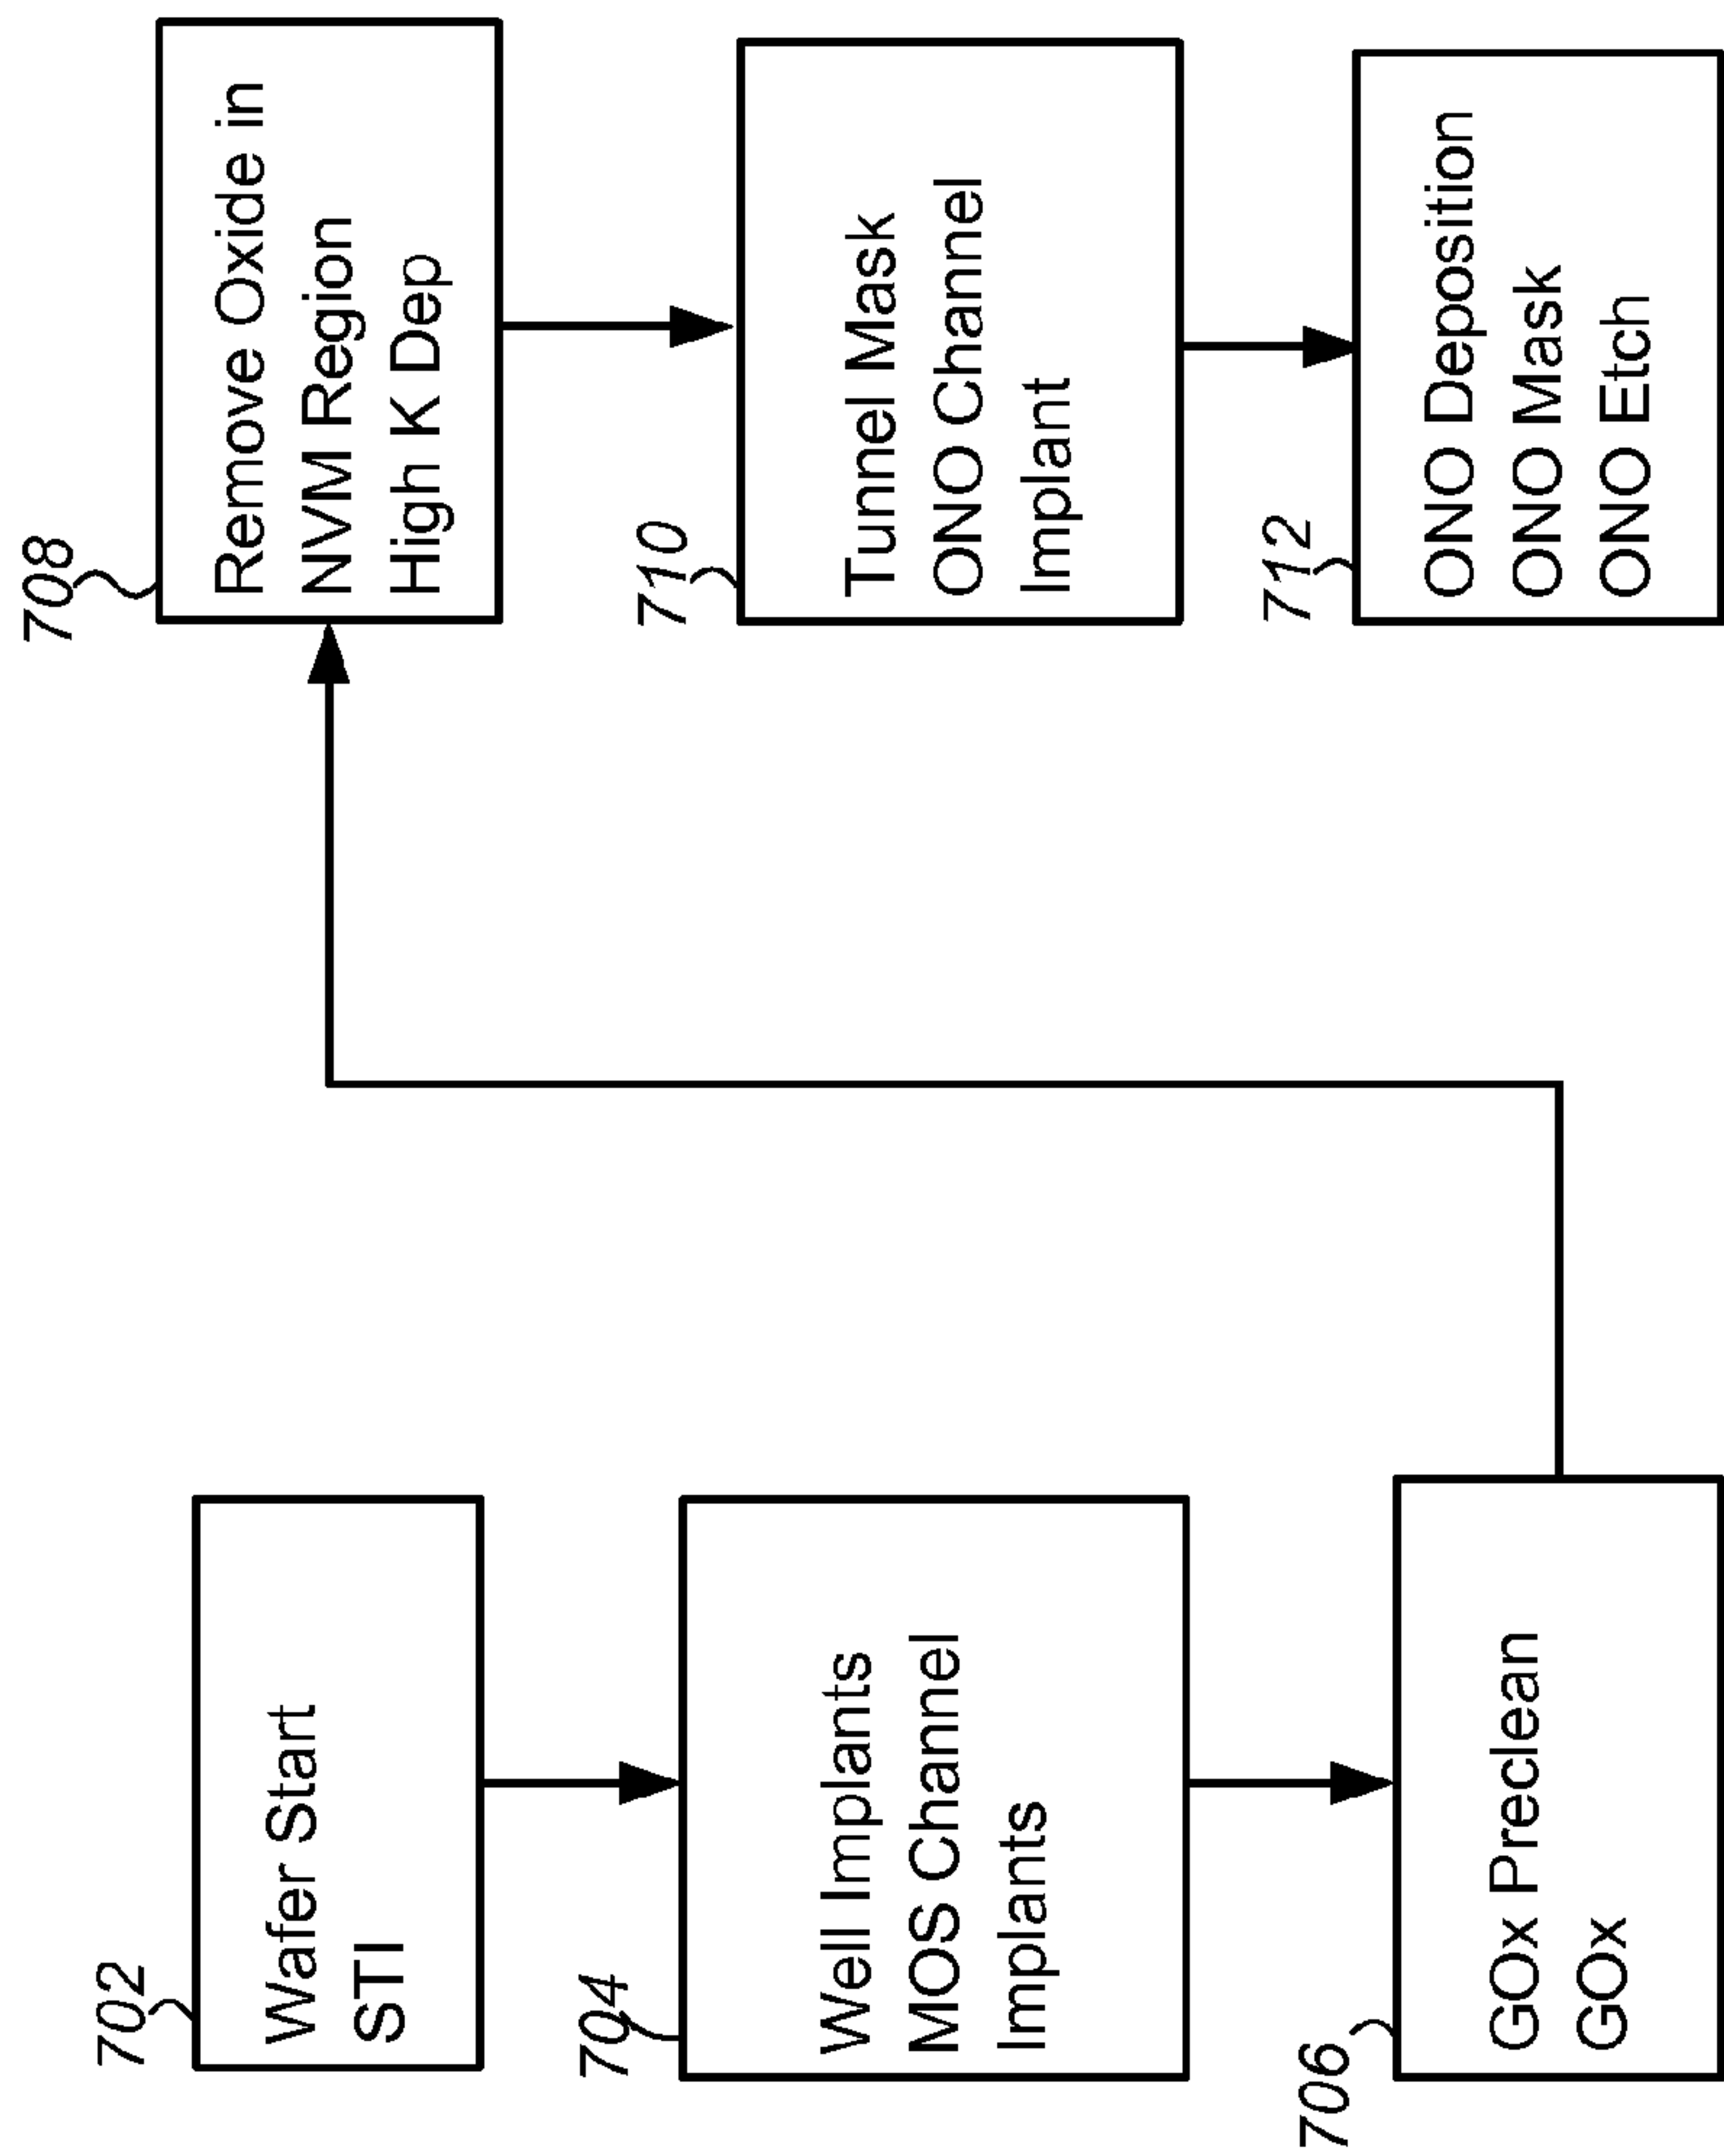 702
Wafer Start
STI
704
Well Implants
MOS Channel
Implants
706
GOx Preclean
GOx
708
Remove Oxide in
NVM Region
High K Dep
710
Tunnel Mask
ONO Channel
Implant
712
ONO Deposition
ONO Mask
ONO Etch